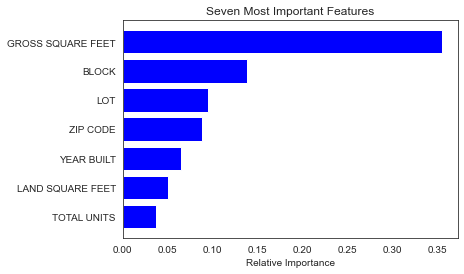 Seven Most Important Features
GROSS SQUARE FEET
BLOCK
LOT
ZIP CODE
YEAR BUILT
LAND SQUARE FEET
TOTAL UNITS
0.00 0.05 0.10 0.15 0.20 0.25 0.30 0.35
Relative Importance